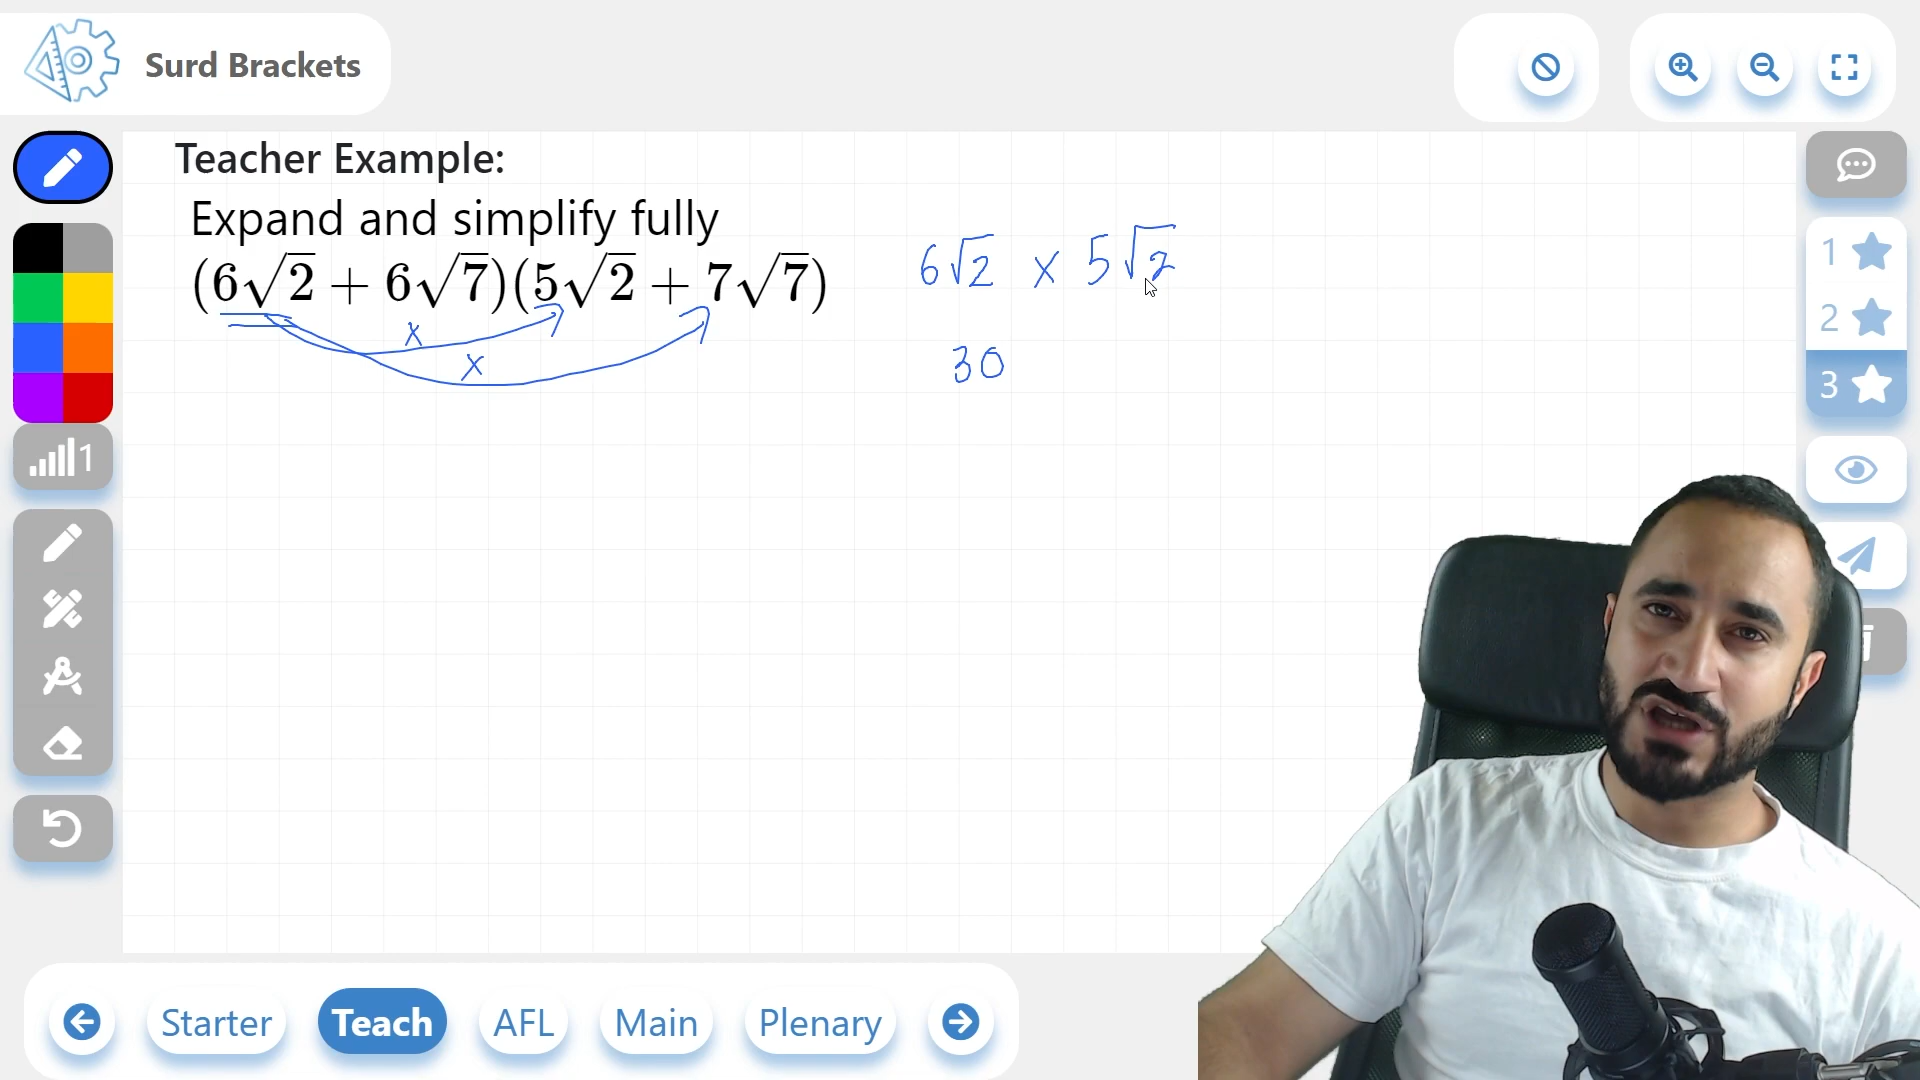 Surd Brackets
Teacher Example:
Expand and simplify fully
(6√2 + 6√7)(5√2 + 7√7)
6√2 x 5√2
x
x
30
1
1
2
3
Starter
Teach
AFL
Main
Plenary